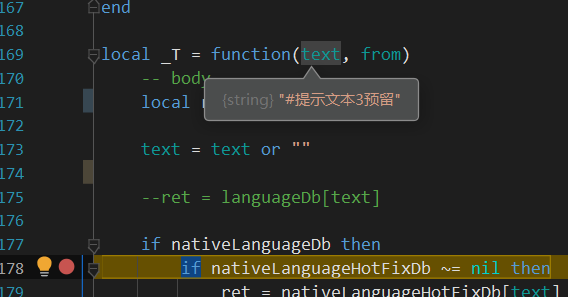 167 end
168
169 local _T = function(text, from)
170 -- body
171 local
{string} "#提示文本3预留"
172
173 text = text or ""
174
175 --ret = languageDb[text]
176
177 if nativeLanguageDb then
178 if nativeLanguageHotFixDb ~= nil then
179 ret = nativeLanguageHotFixDb[text]